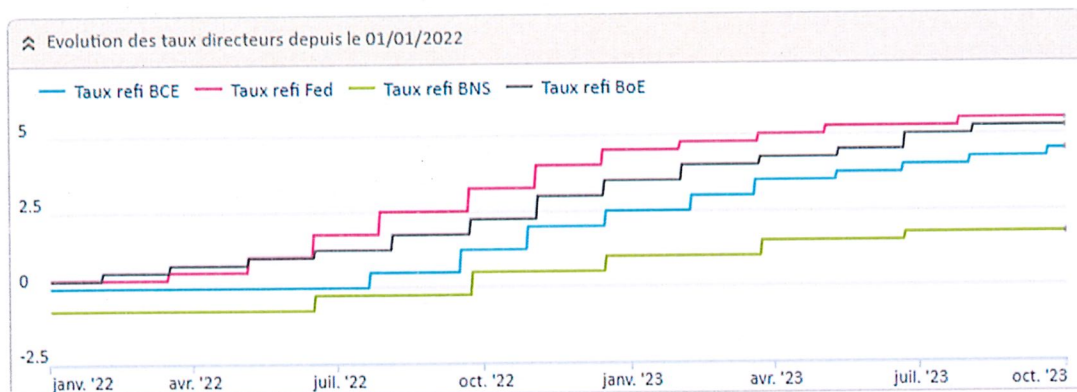 Evolution des taux directeurs depuis le 01/01/2022
Taux refi BCE Taux refi Fed Taux refi BNS Taux refi BoE
5
2.5
0
-2.5
janv. '22 avr. '22 juil. '22 oct. '22 janv. '23 avr. '23 juil. '23 oct. '23